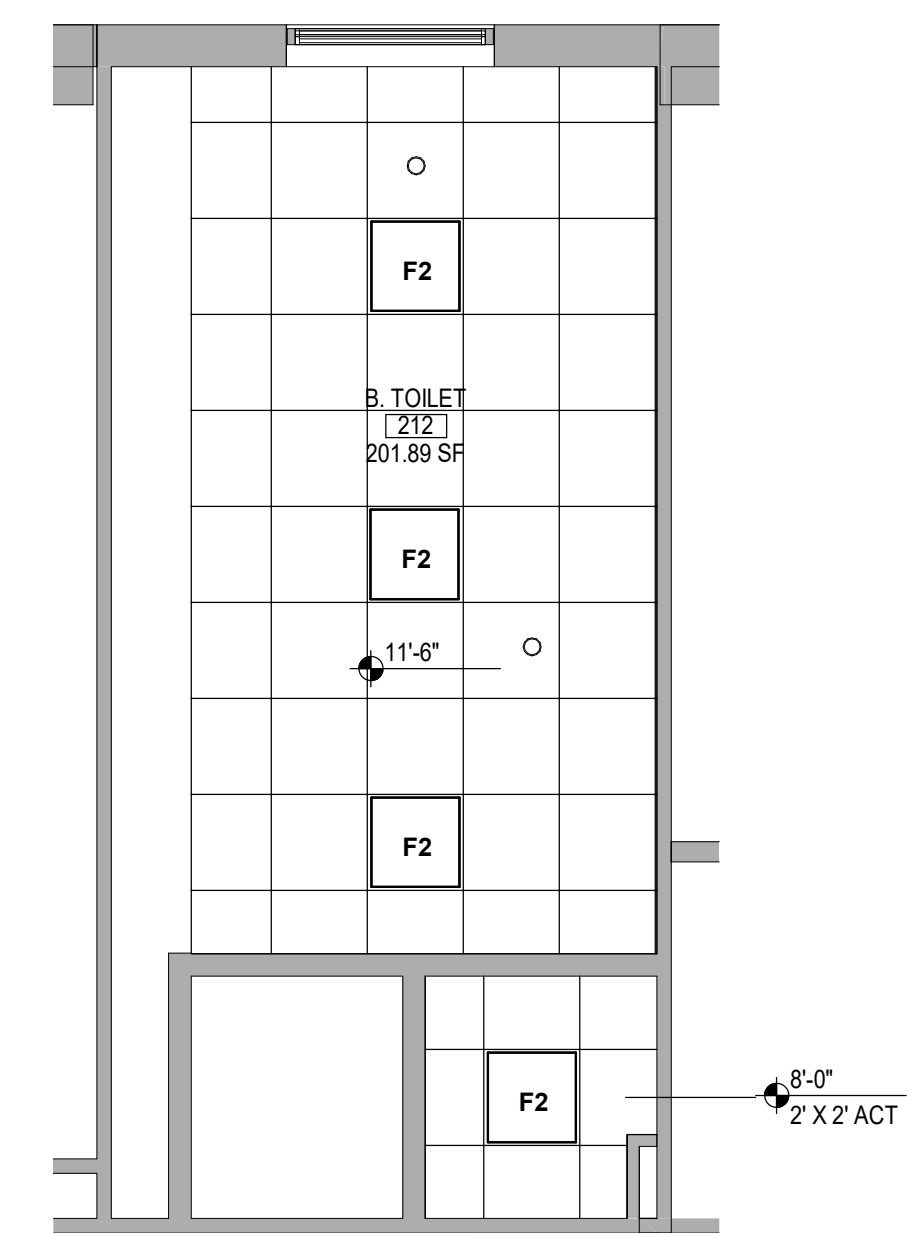 F2
B. TOILET
212
201.89 SF
F2
11'-6"
F2
F2
8'-0"
2' X 2' ACT